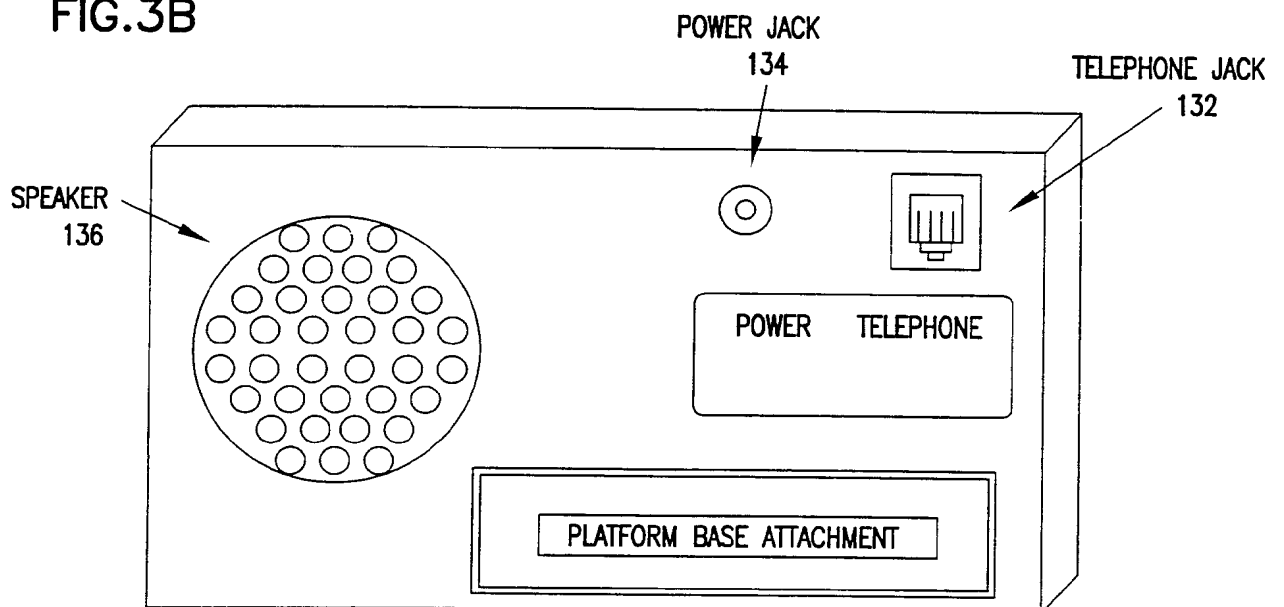 FIG.3B
POWER JACK
134
TELEPHONE JACK
132
SPEAKER
136
POWER TELEPHONE
PLATFORM BASE ATTACHMENT